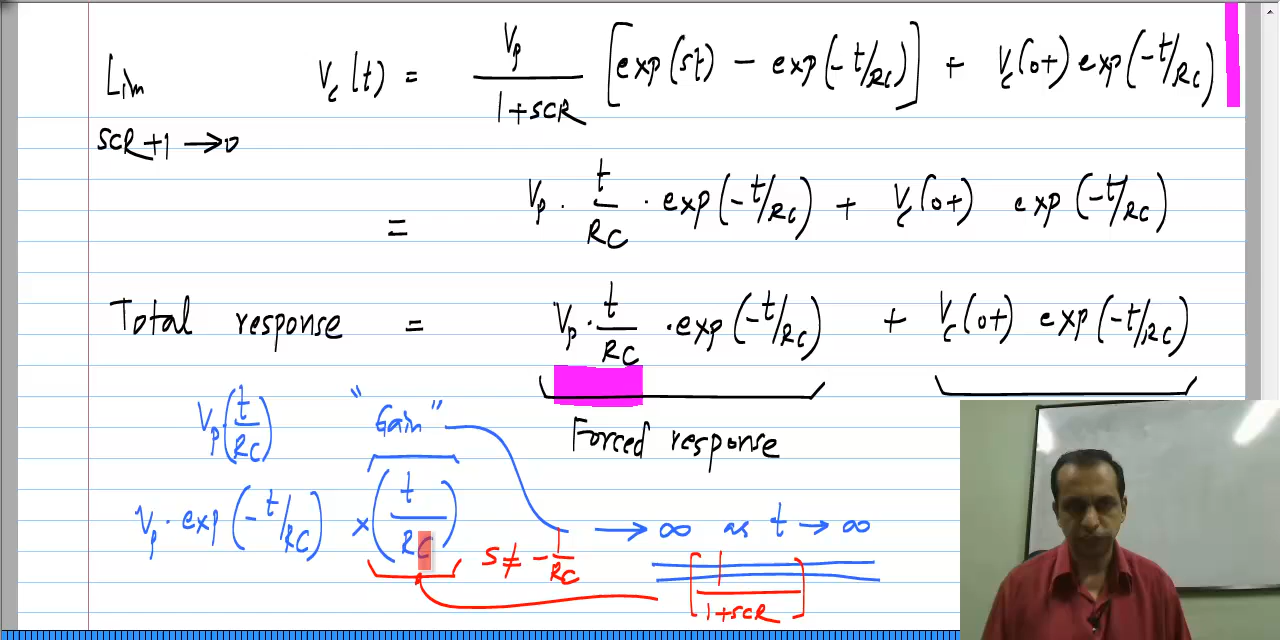 Lim V_c(t) = V_p / (1+SCR) [exp(st) − exp(−t/RC)] + V_c(0+) exp(−t/RC)
SCR+1 → 0
= V_p · t/RC · exp(−t/RC) + V_c(0+) exp(−t/RC)
Total response = V_p · t/RC · exp(−t/RC) + V_c(0+) exp(−t/RC)
V_p (t/RC) "Gain" Forced response
V_p · exp(−t/RC) × (t/RC) → ∞ as t → ∞
S ≠ −1/RC [1/(1+SCR)]